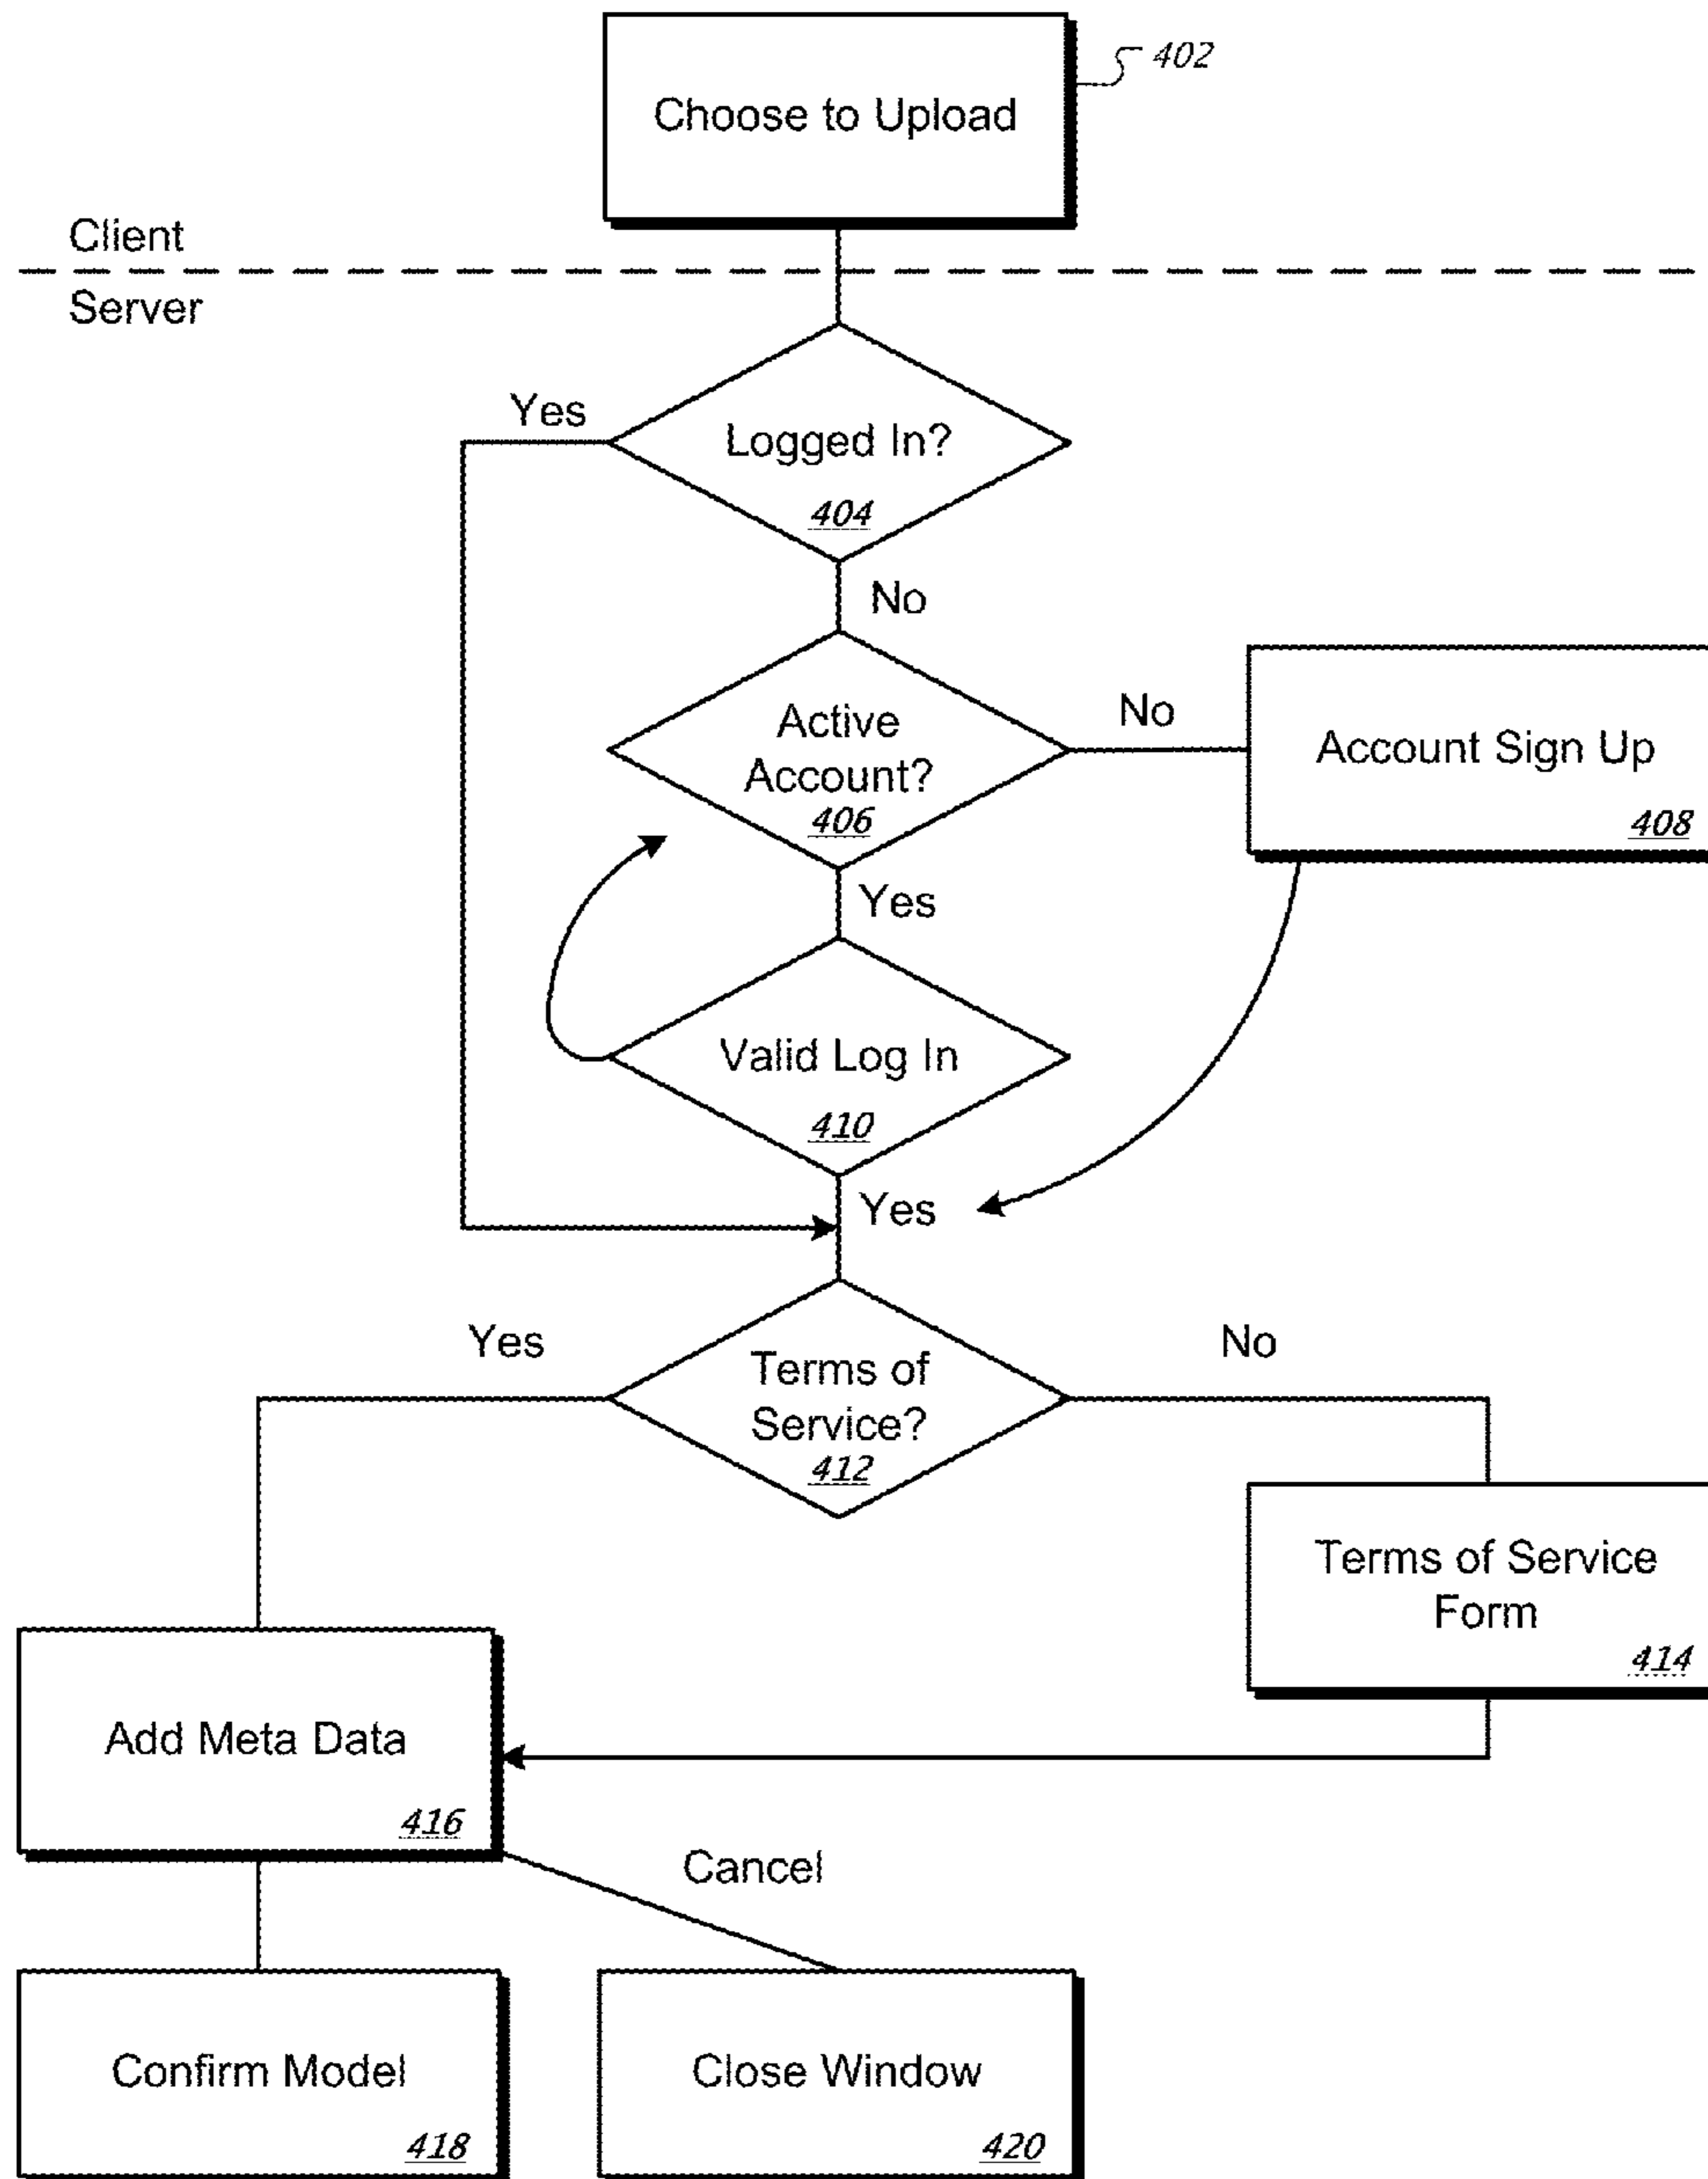 Choose to Upload
402
Client
Server
Yes
Logged In?
404
No
Active
Account?
406
No
Account Sign Up
408
Yes
Valid Log In
410
Yes
Yes
Terms of
Service?
412
No
Terms of Service
Form
414
Add Meta Data
416
Cancel
Confirm Model
418
Close Window
420